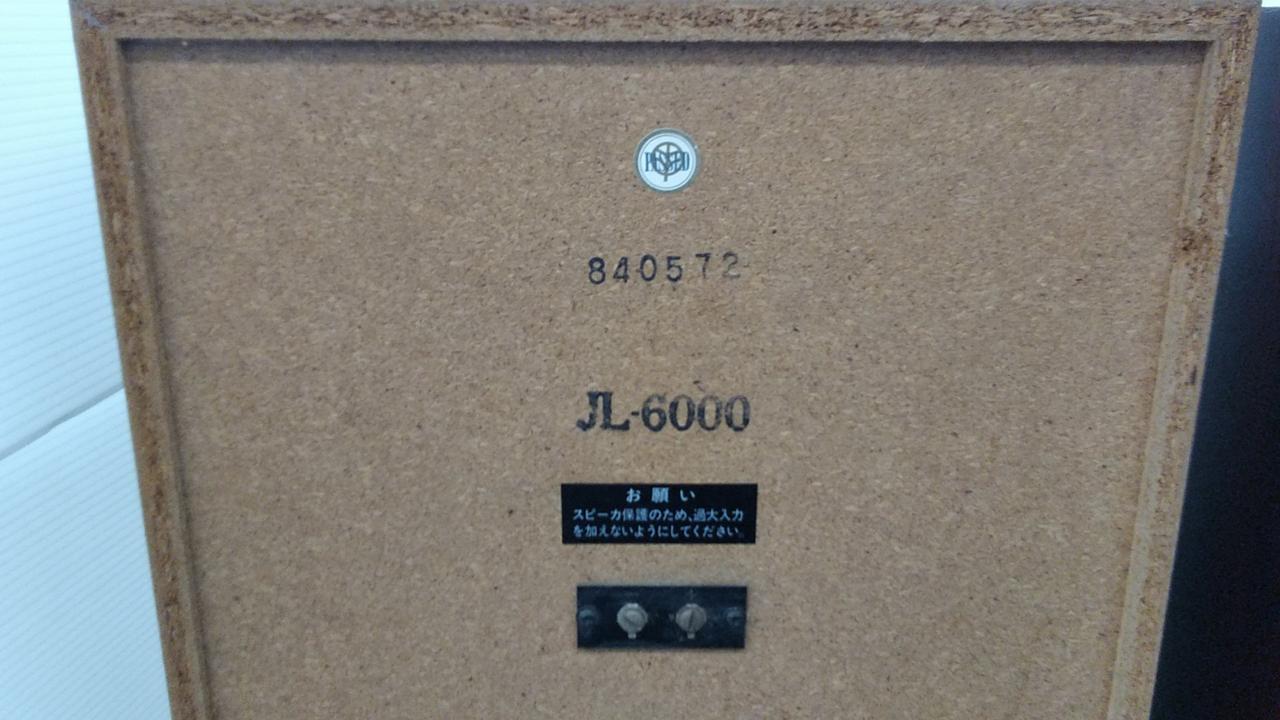 PASSED
840572
JL-6000
お願い
スピーカ保護のため、過大入力
を加えないようにしてください。